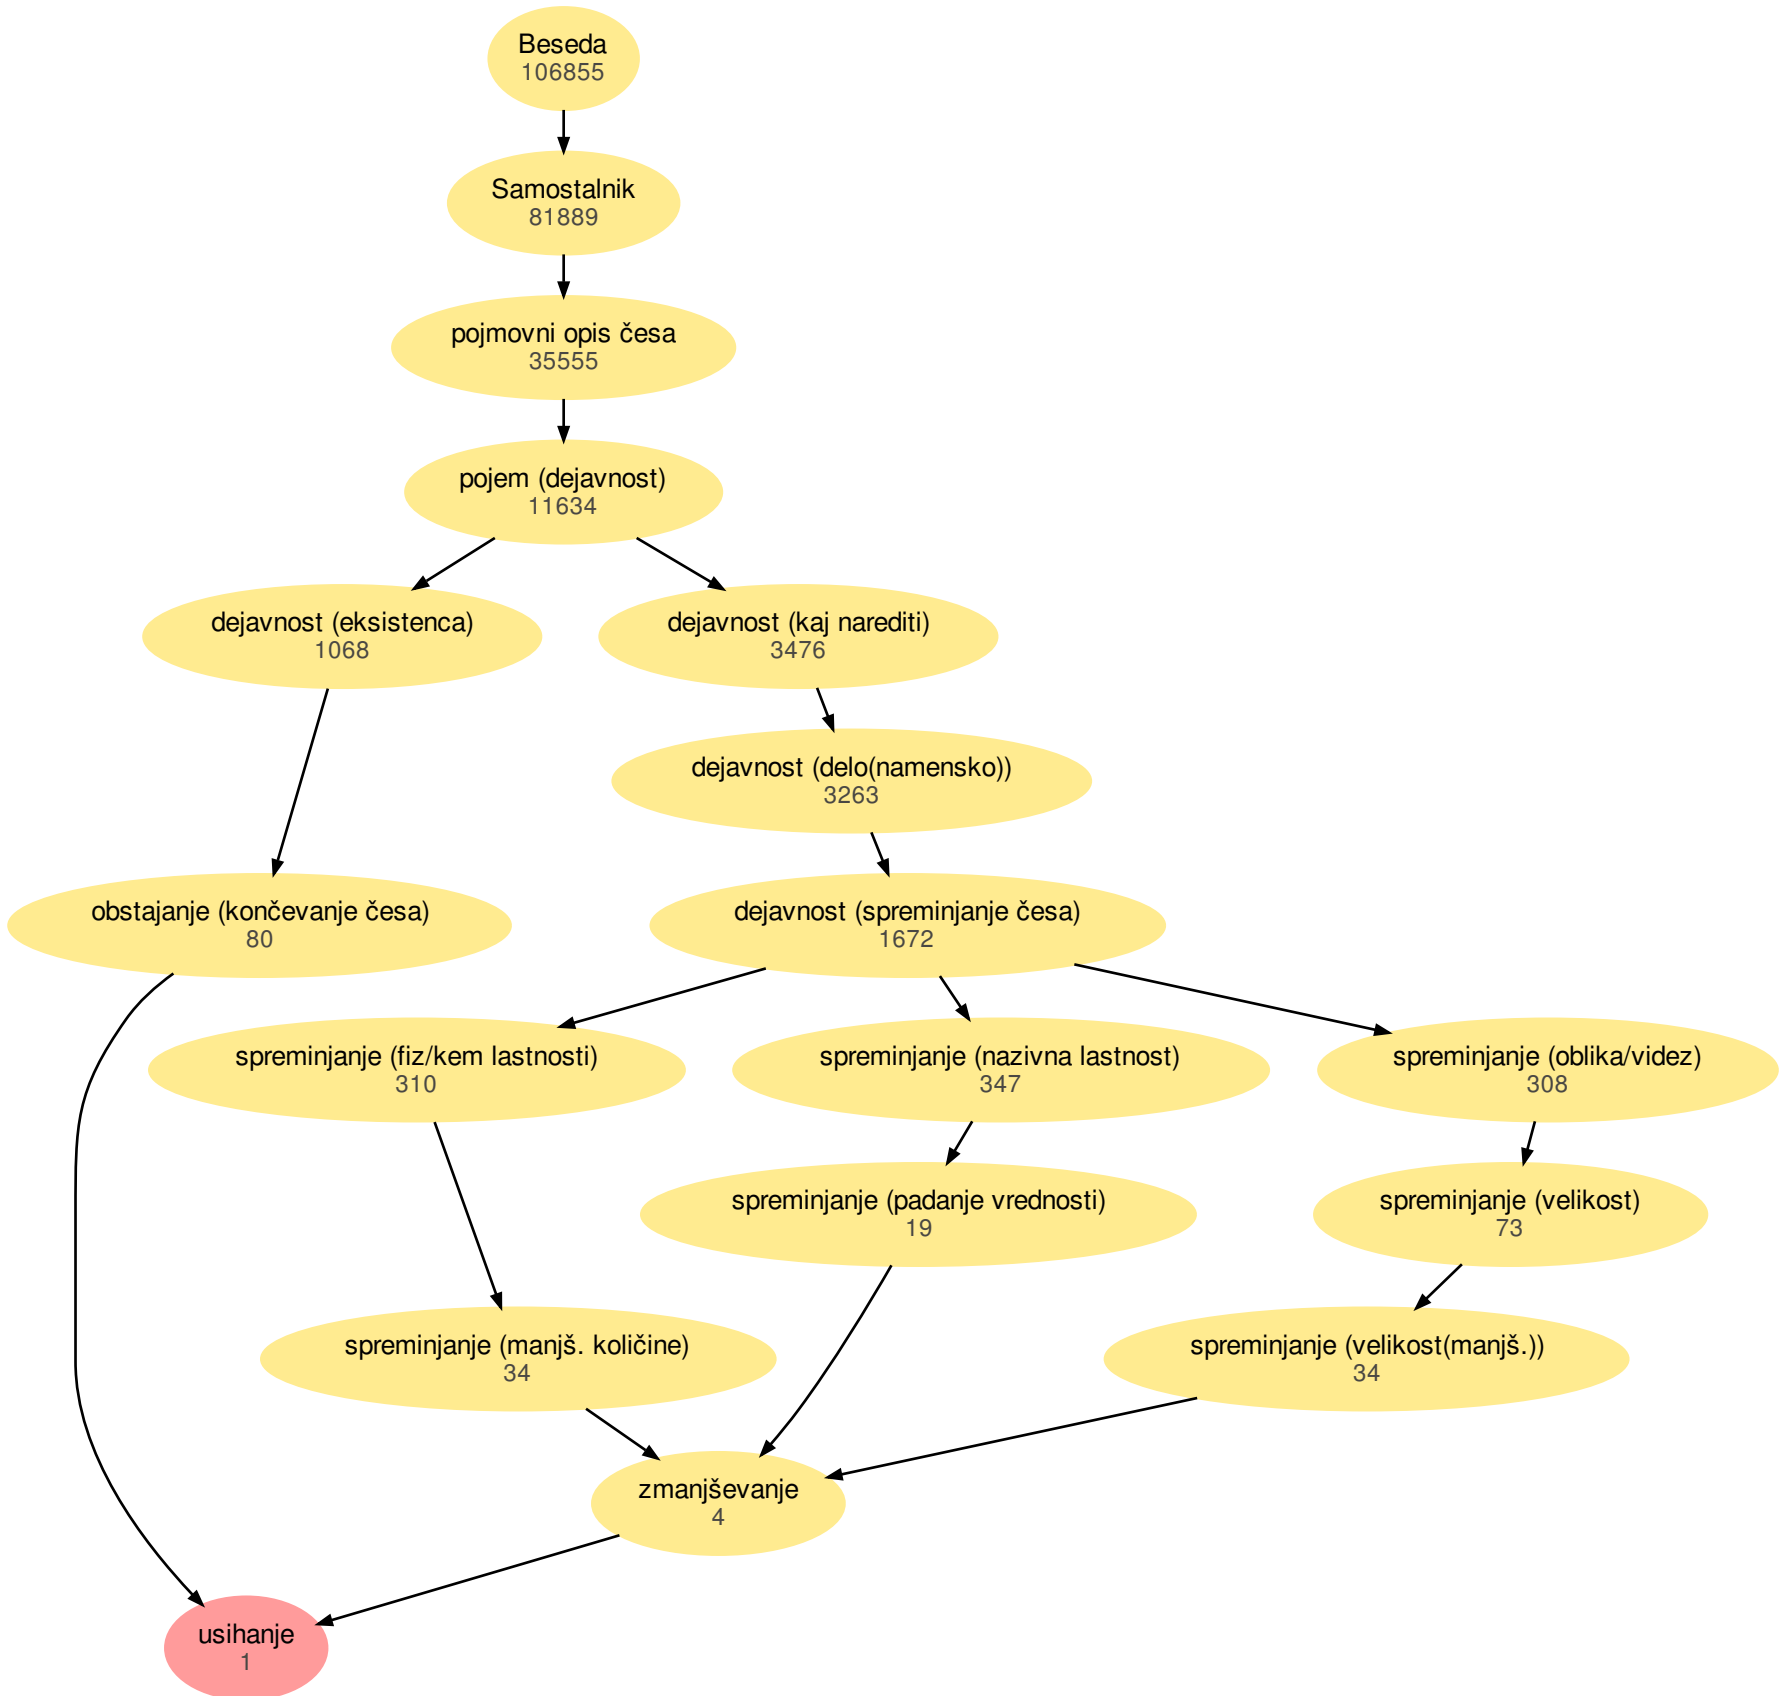 Beseda
106855
Samostalnik
81889
pojmovni opis česa
35555
pojem (dejavnost)
11634
dejavnost (eksistenca)
1068
dejavnost (kaj narediti)
3476
dejavnost (delo(namensko))
3263
obstajanje (končevanje česa)
80
dejavnost (spreminjanje česa)
1672
spreminjanje (fiz/kem lastnosti)
310
spreminjanje (nazivna lastnost)
347
spreminjanje (oblika/videz)
308
spreminjanje (padanje vrednosti)
19
spreminjanje (velikost)
73
spreminjanje (manjš. količine)
34
spreminjanje (velikost(manjš.))
34
zmanjševanje
4
usihanje
1